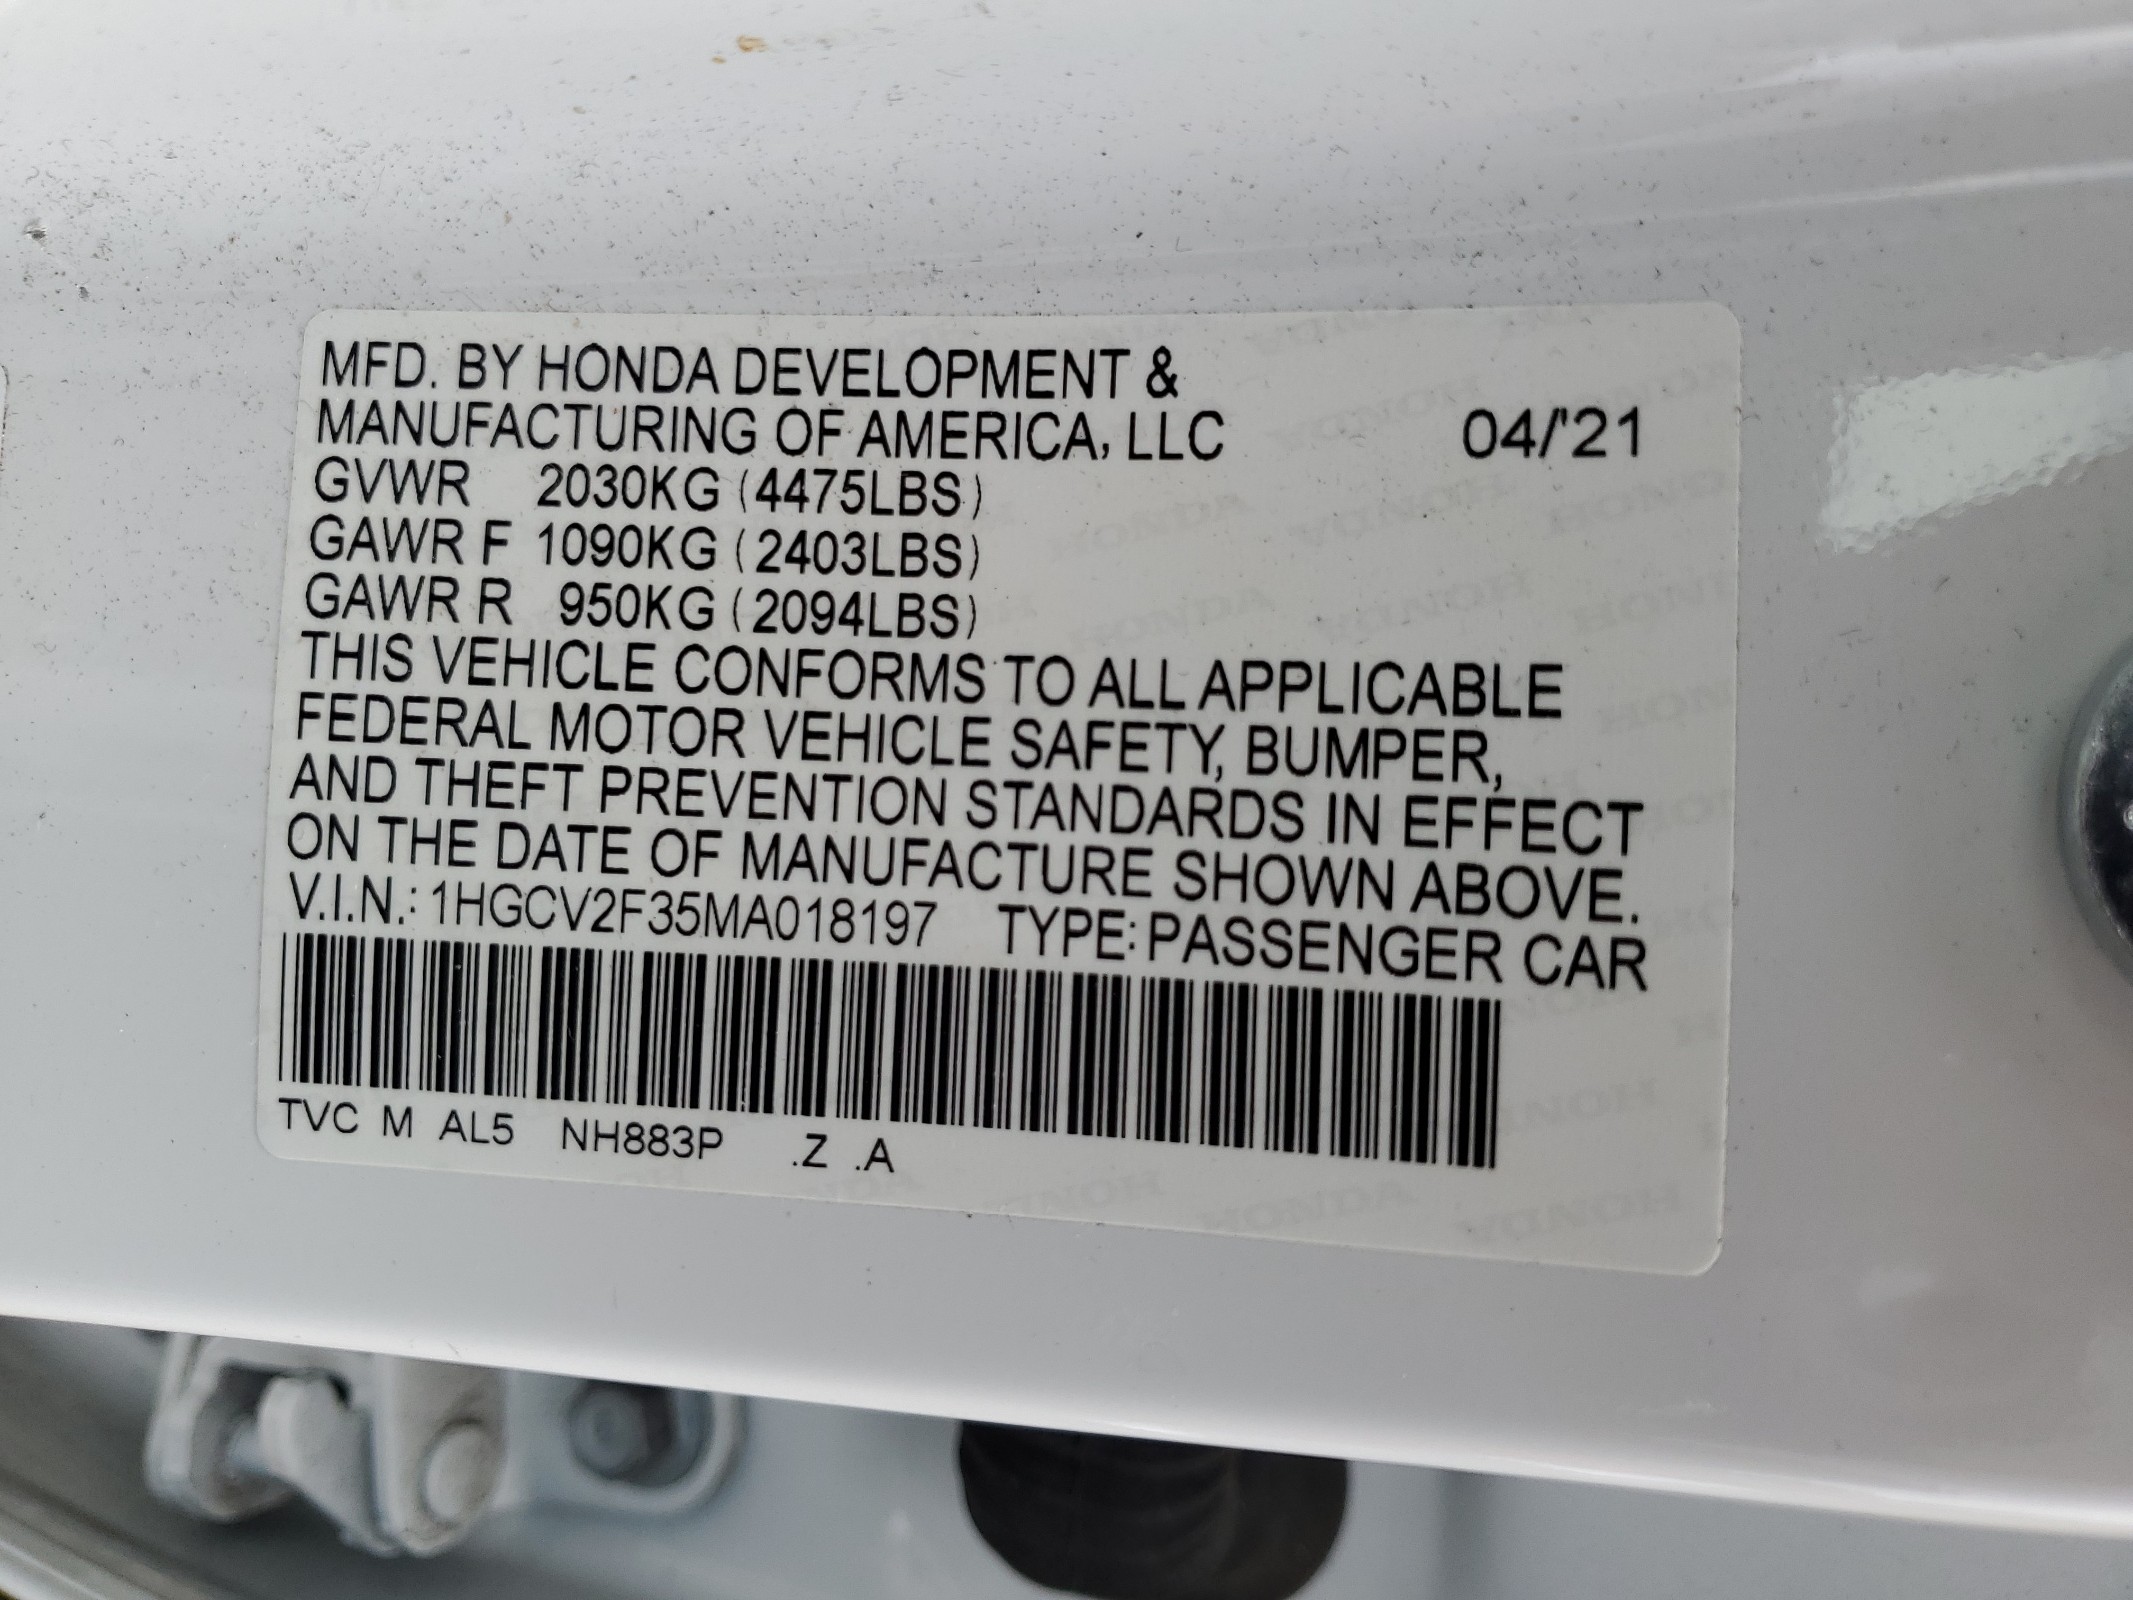 MFD. BY HONDA DEVELOPMENT &
MANUFACTURING OF AMERICA, LLC 04/'21
GVWR 2030KG (4475LBS)
GAWR F 1090KG (2403LBS)
GAWR R 950KG (2094LBS)
THIS VEHICLE CONFORMS TO ALL APPLICABLE
FEDERAL MOTOR VEHICLE SAFETY, BUMPER,
AND THEFT PREVENTION STANDARDS IN EFFECT
ON THE DATE OF MANUFACTURE SHOWN ABOVE.
V.I.N.: 1HGCV2F35MA018197 TYPE: PASSENGER CAR
TVC M AL5 NH883P .Z .A